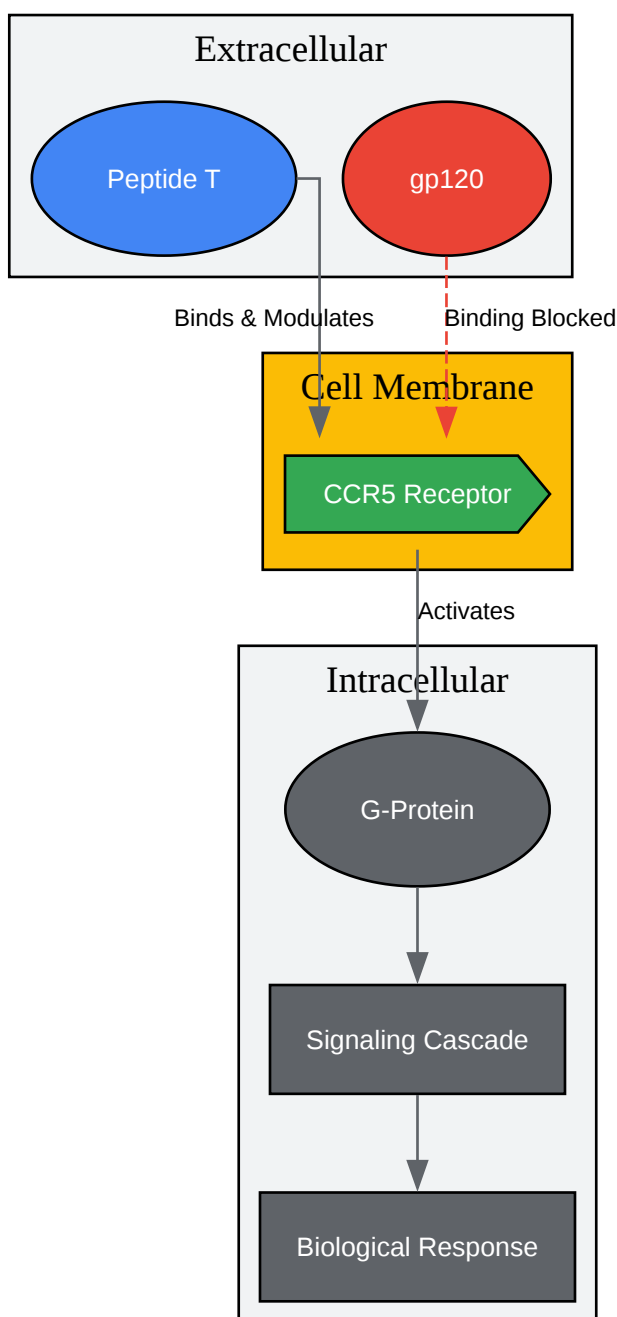 Extracellular
Peptide T
gp120
Binds & Modulates
Binding Blocked
Cell Membrane
CCR5 Receptor
Activates
Intracellular
G-Protein
Signaling Cascade
Biological Response